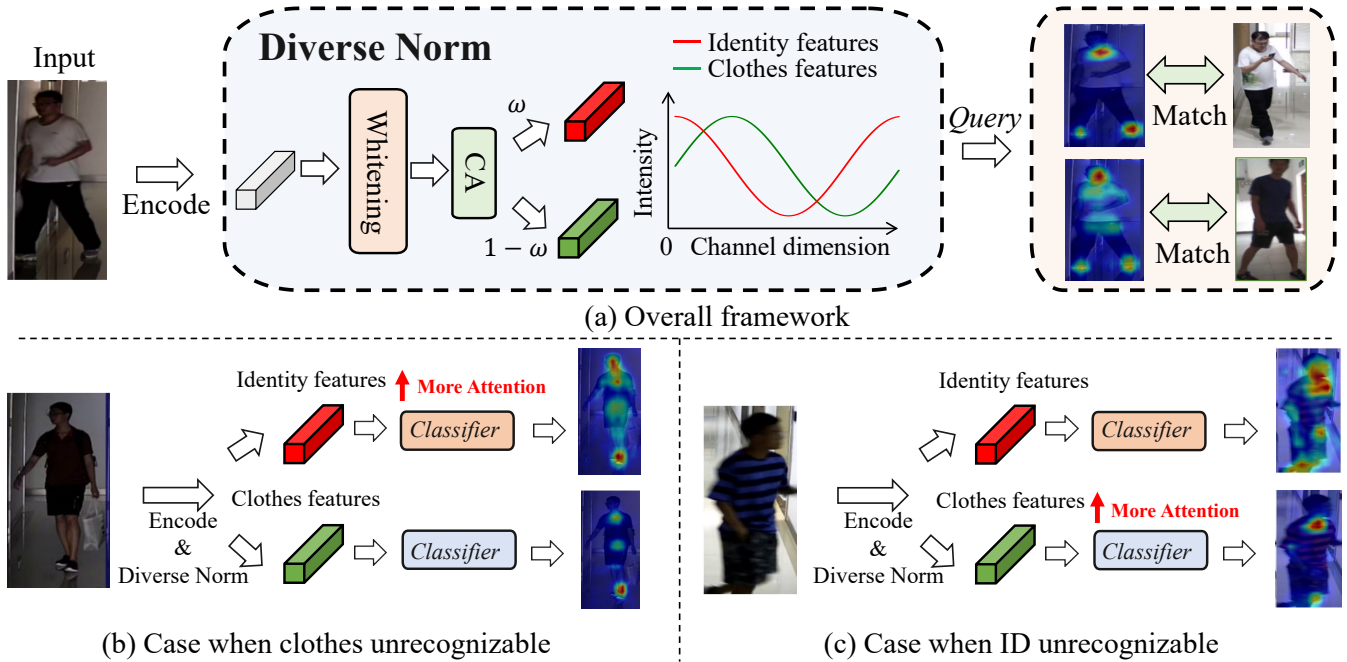 Input
Encode
Diverse Norm
Whitening
CA
ω
1 − ω
Identity features
Clothes features
Intensity
0
Channel dimension
Query
Match
Match
(a) Overall framework
Identity features
More Attention
Classifier
Clothes features
Encode
&
Diverse Norm
Classifier
(b) Case when clothes unrecognizable
Identity features
Classifier
Clothes features
More Attention
Encode
&
Diverse Norm
Classifier
(c) Case when ID unrecognizable